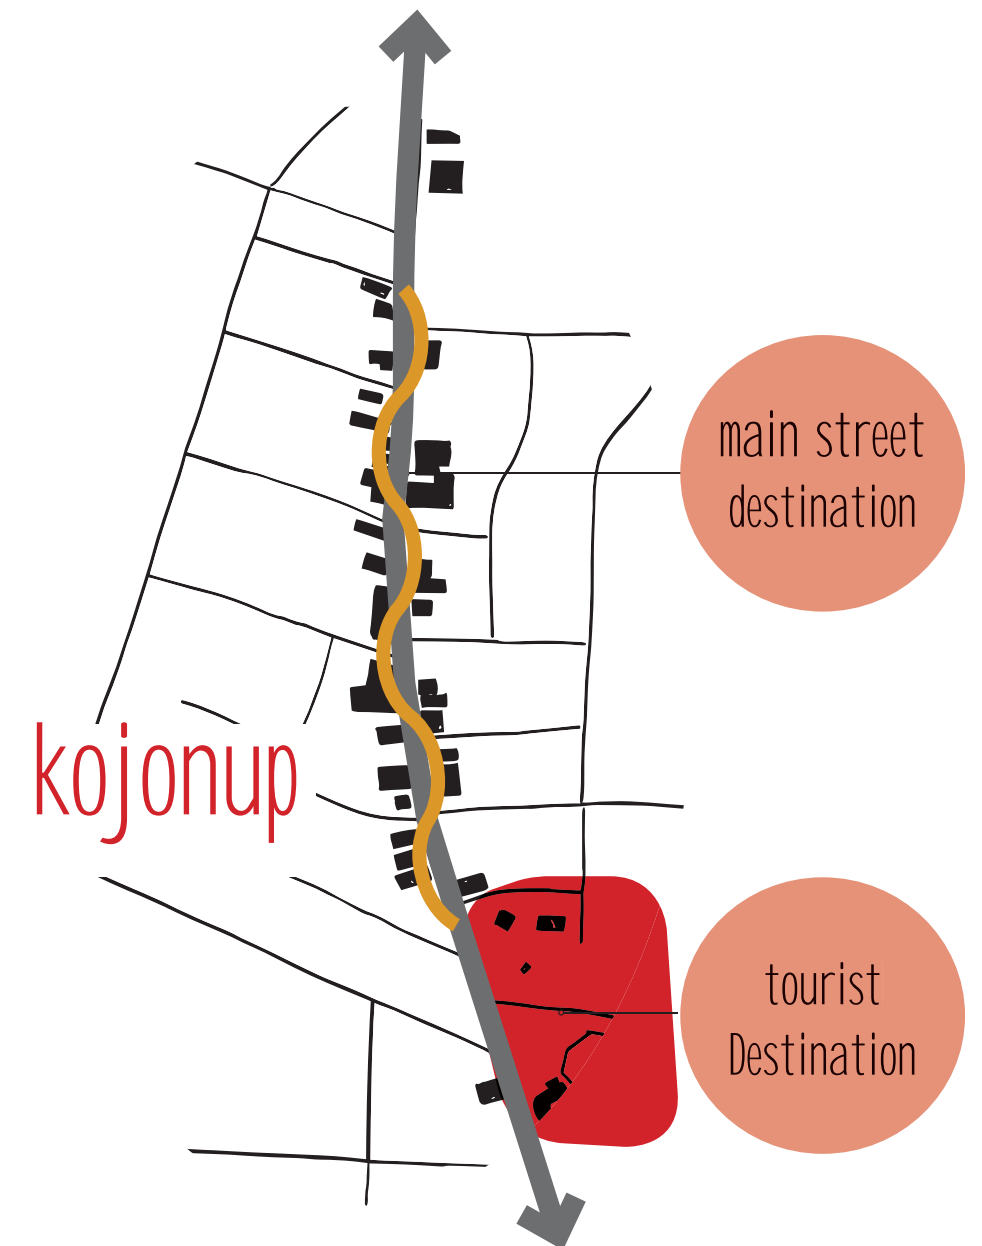 main street
destination
kojonup
tourist
Destination